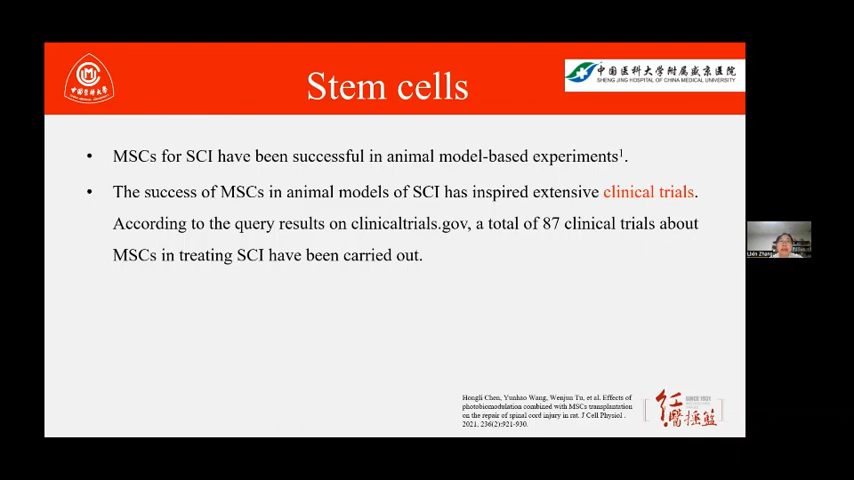 Stem cells
中国医科大学附属盛京医院
SHENG JING HOSPITAL OF CHINA MEDICAL UNIVERSITY
• MSCs for SCI have been successful in animal model-based experiments¹.
• The success of MSCs in animal models of SCI has inspired extensive clinical trials.
According to the query results on clinicaltrials.gov, a total of 87 clinical trials about
MSCs in treating SCI have been carried out.
Hongli Chen, Yunhao Wang, Wenjun Tu, et al. Effects of
photobiomodulation combined with MSCs transplantation
on the repair of spinal cord injury in rat. J Cell Physiol .
2021, 236(2):921-930.
SINCE 1931